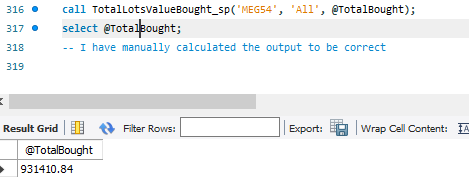 316 call TotalLotsValueBought_sp('MEG54', 'All', @TotalBought);
317 select @TotalBought;
318 -- I have manually calculated the output to be correct
319
Result Grid Filter Rows: Export: Wrap Cell Content:
@TotalBought
931410.84